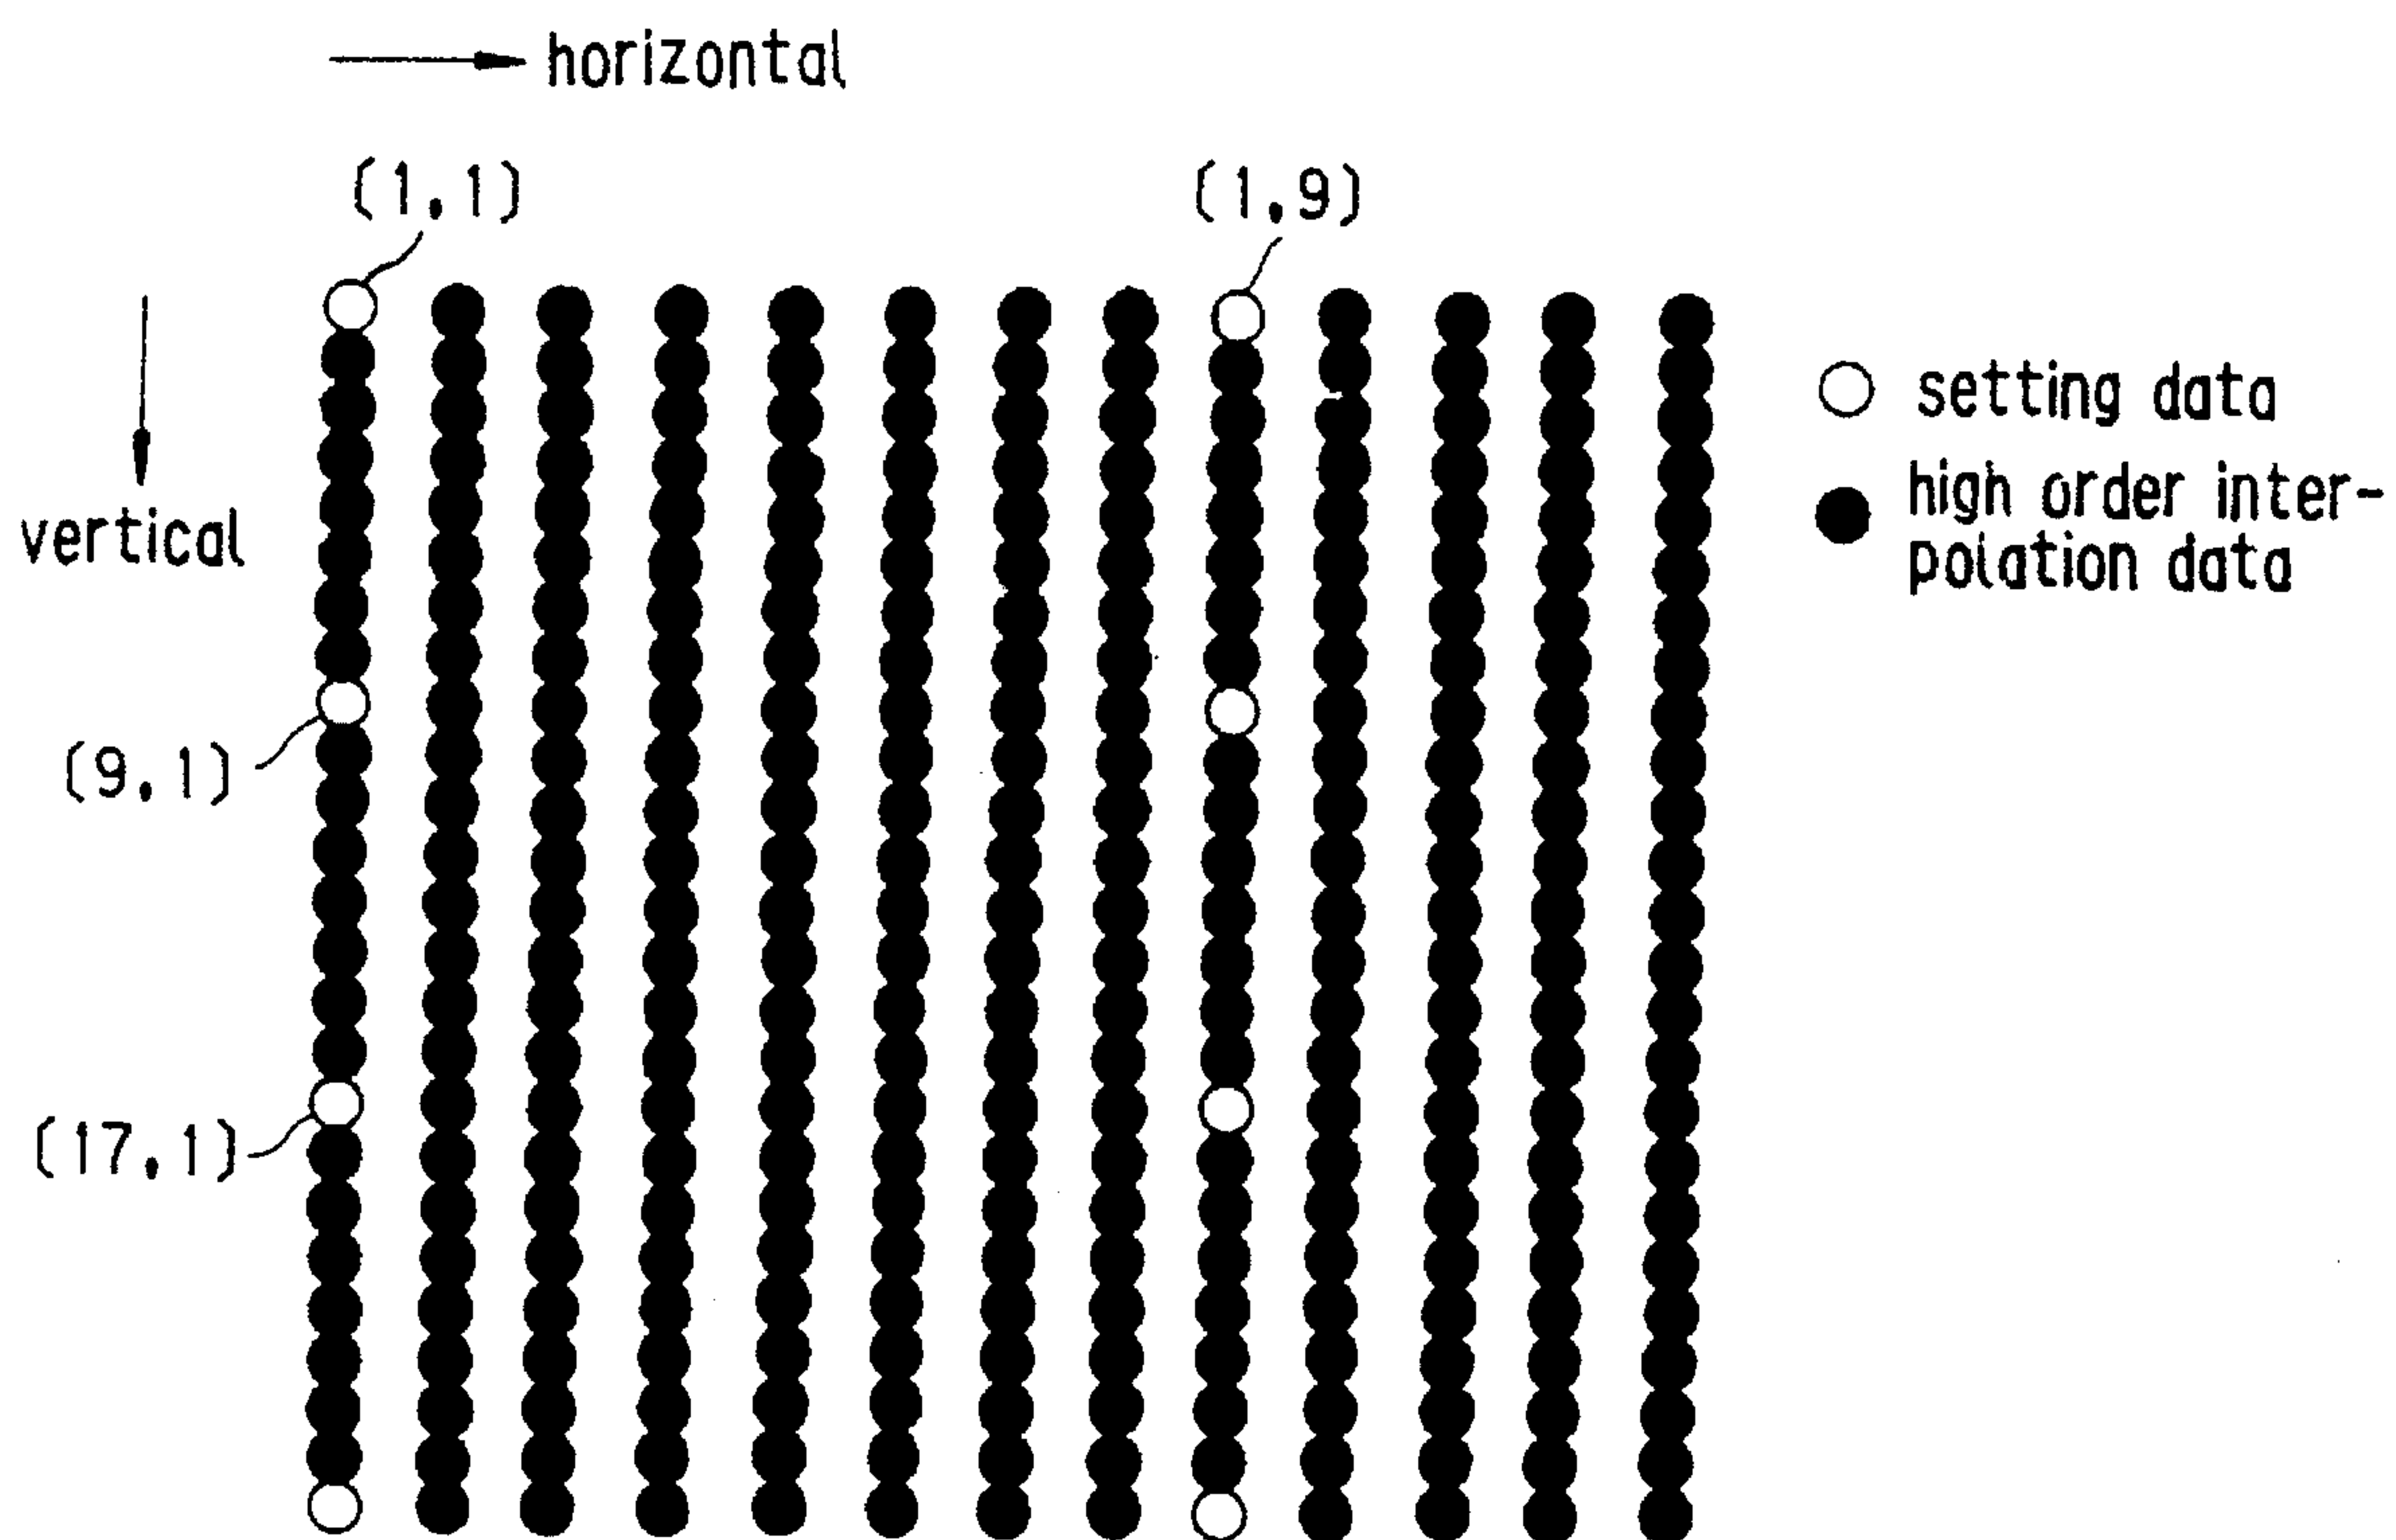 horizontal
(1,1)
(1,9)
vertical
(9,1)
(17,1)
setting data
high order inter-
polation data